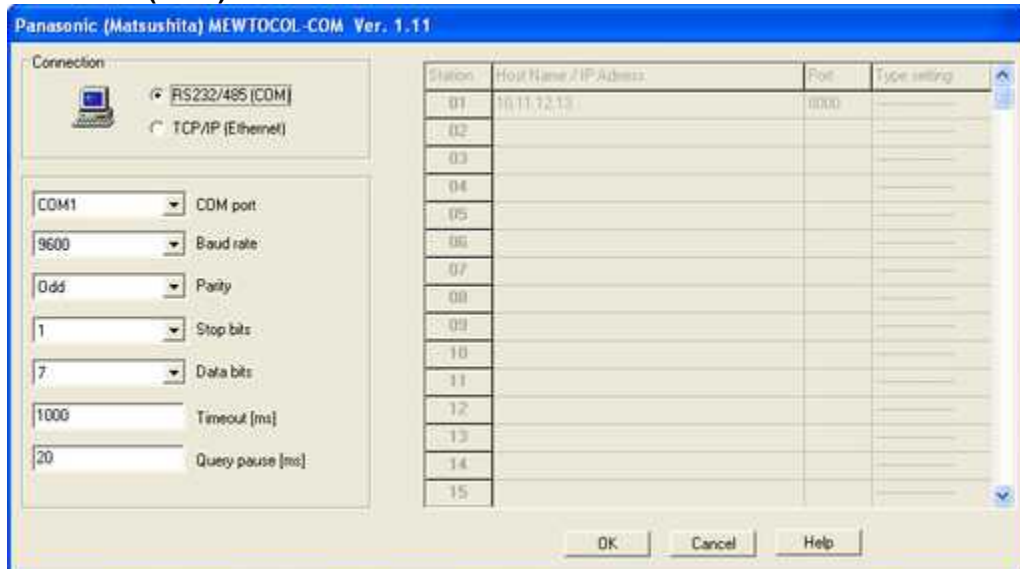 Panasonic (Matsushita) MEWTOCOL-COM Ver. 1.11
Connection
RS232/485 (COM)
TCP/IP (Ethernet)
COM1 COM port
9600 Baud rate
Odd Parity
1 Stop bits
7 Data bits
1000 Timeout [ms]
20 Query pause [ms]
Station Host Name / IP Adress Port Type setting
01 10.11.12.13 8000
02
03
04
05
06
07
08
09
10
11
12
13
14
15
OK Cancel Help